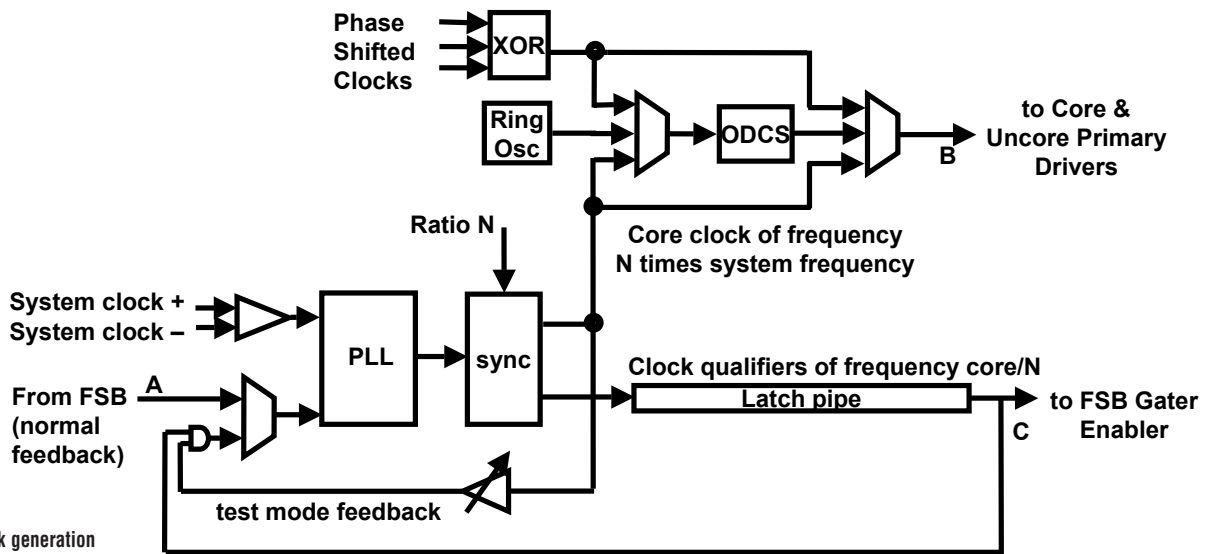 Phase
Shifted
Clocks
XOR
Ring
Osc
ODCS
to Core &
Uncore Primary
Drivers
B
Ratio N
Core clock of frequency
N times system frequency
System clock +
System clock –
PLL
sync
Clock qualifiers of frequency core/N
Latch pipe
From FSB
(normal
feedback)
A
to FSB Gater
Enabler
C
test mode feedback
k generation